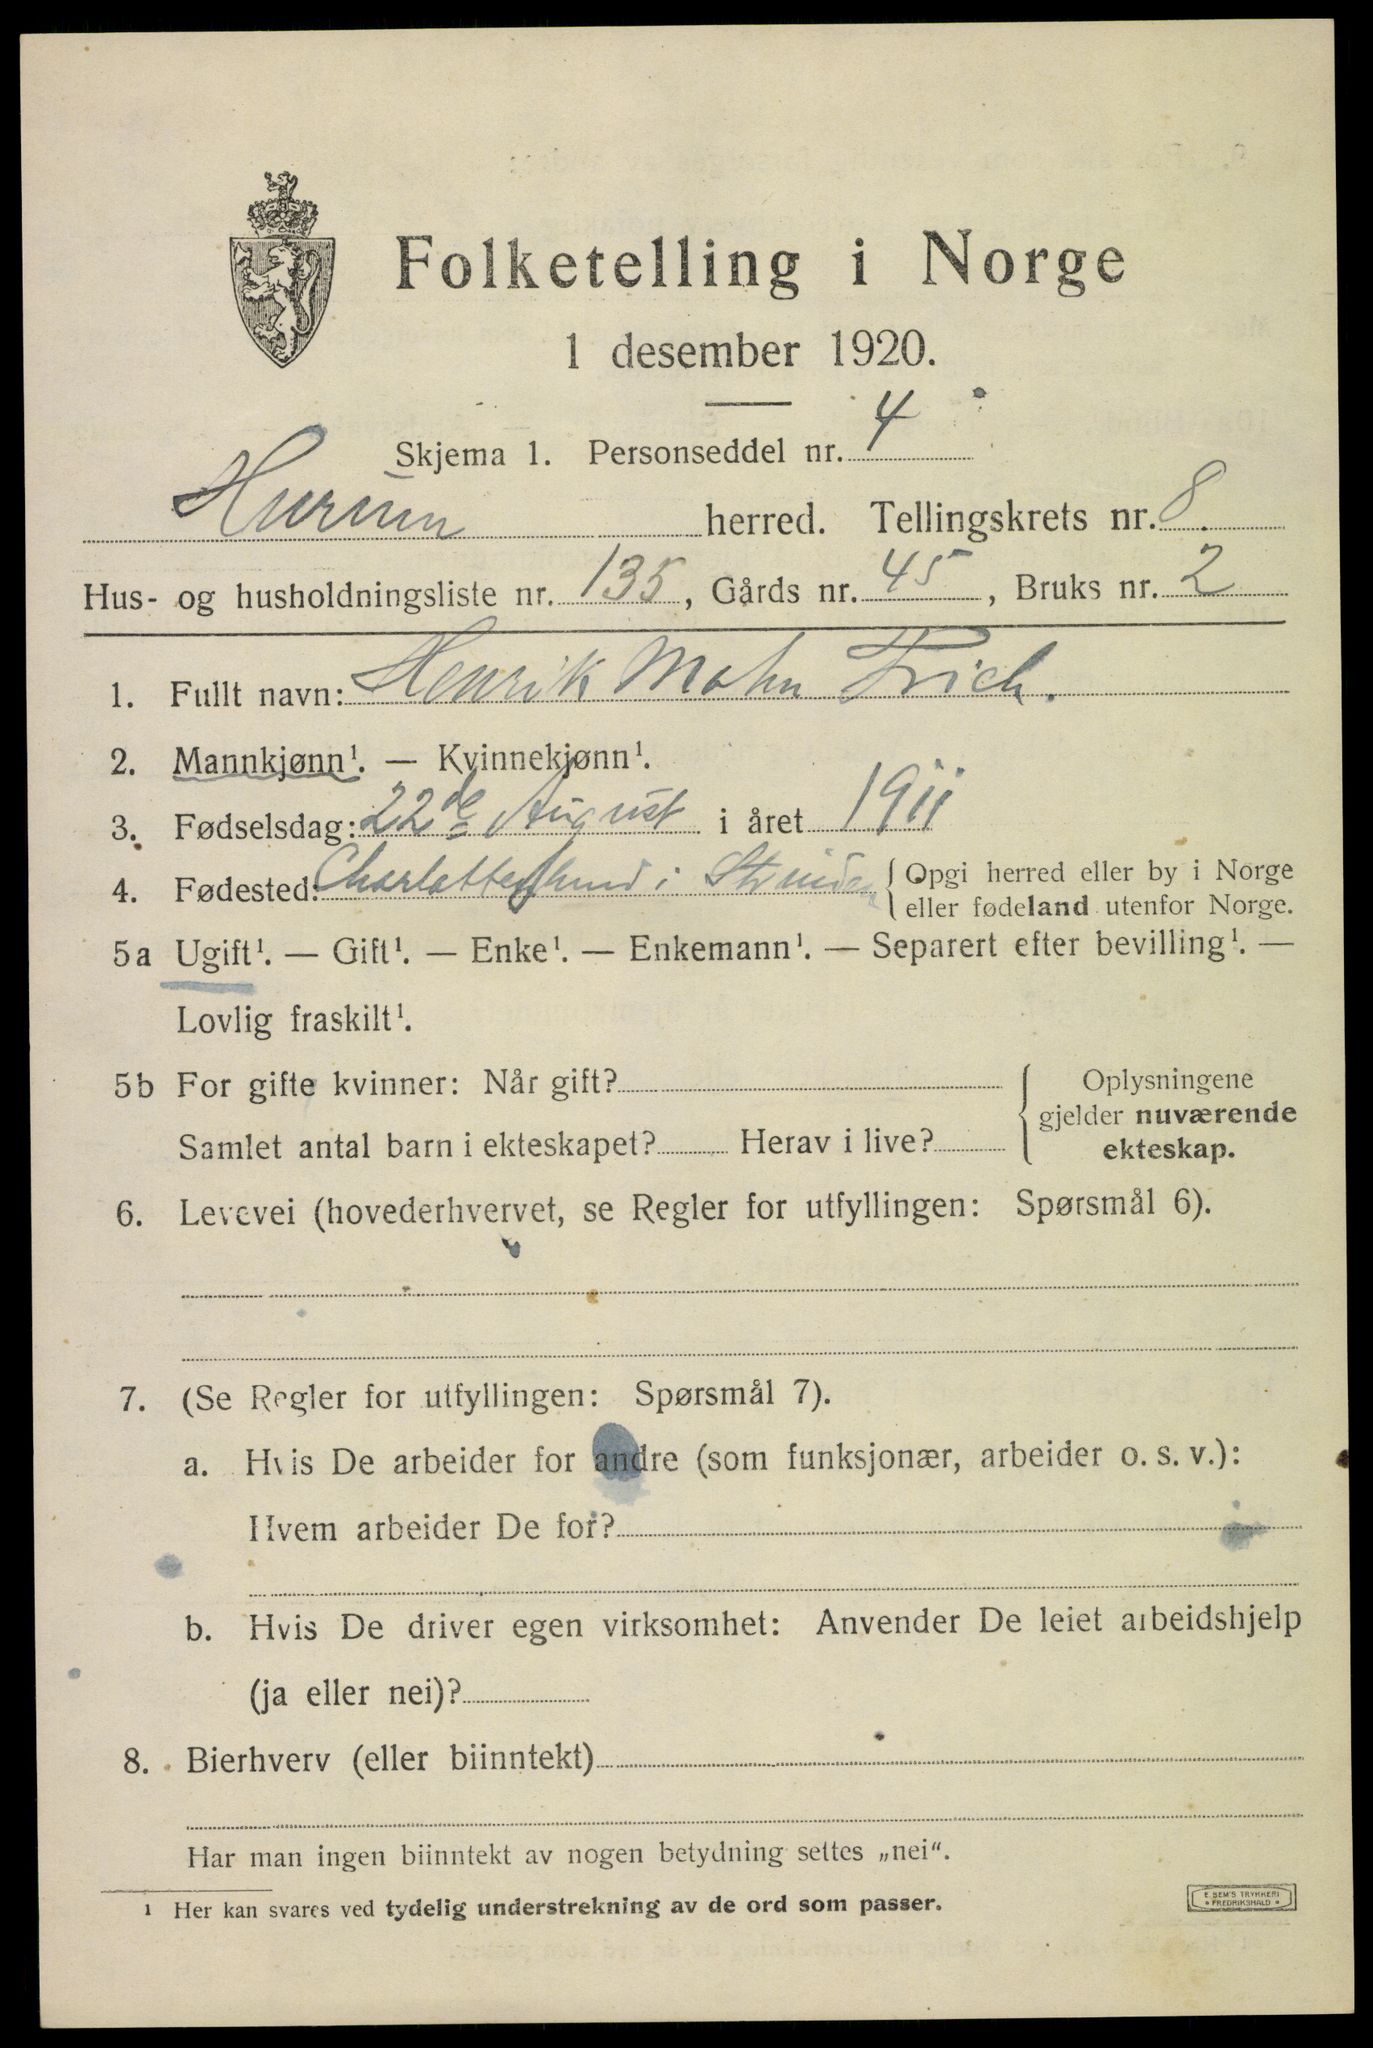 Folketelling i Norge
1 desember 1920.
Skjema 1. Personseddel nr. 4
Hurum herred. Tellingskrets nr. 8.
Hus- og husholdningsliste nr. 135, Gårds nr. 45, Bruks nr. 2
1. Fullt navn: Henrik Mohn Frich.
2. Mannkjønn¹. — Kvinnekjønn¹.
3. Fødselsdag: 22de August i året 1911
4. Fødested: Charlottenlund i Strinden { Opgi herred eller by i Norge
eller fødeland utenfor Norge.
5a Ugift¹. — Gift¹. — Enke¹. — Enkemann¹. — Separert efter bevilling¹. —
Lovlig fraskilt¹.
5b For gifte kvinner: Når gift?
Samlet antal barn i ekteskapet? Herav i live?
Oplysningene
gjelder nuværende
ekteskap.
6. Levevei (hovederhvervet, se Regler for utfyllingen: Spørsmål 6).
7. (Se Regler for utfyllingen: Spørsmål 7).
a. Hvis De arbeider for andre (som funksjonær, arbeider o. s. v.):
Hvem arbeider De for?
b. Hvis De driver egen virksomhet: Anvender De leiet arbeidshjelp
(ja eller nei)?
8. Bierhverv (eller biinntekt)
Har man ingen biinntekt av nogen betydning settes „nei“.
¹ Her kan svares ved tydelig understrekning av de ord som passer.
E. SEM'S TRYKKERI
• FREDRIKSHALD •